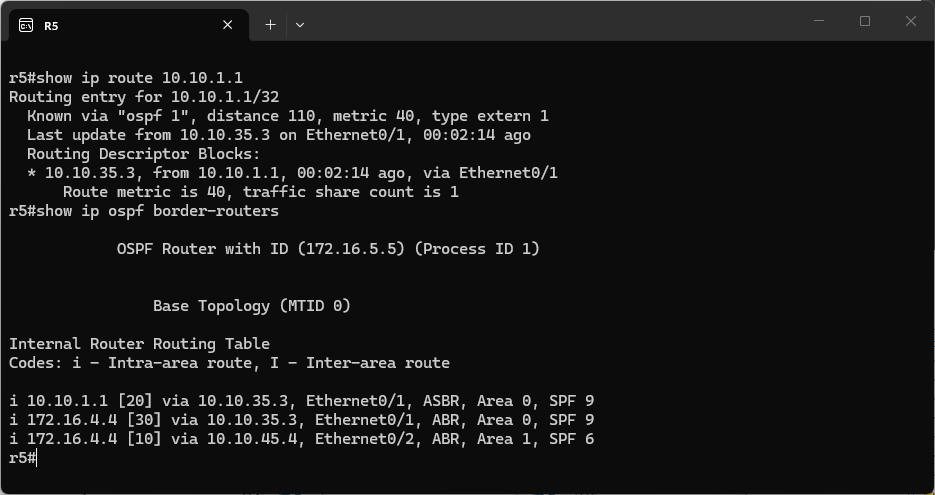 R5
r5#show ip route 10.10.1.1
Routing entry for 10.10.1.1/32
  Known via "ospf 1", distance 110, metric 40, type extern 1
  Last update from 10.10.35.3 on Ethernet0/1, 00:02:14 ago
  Routing Descriptor Blocks:
  * 10.10.35.3, from 10.10.1.1, 00:02:14 ago, via Ethernet0/1
      Route metric is 40, traffic share count is 1
r5#show ip ospf border-routers
            OSPF Router with ID (172.16.5.5) (Process ID 1)
                Base Topology (MTID 0)
Internal Router Routing Table
Codes: i - Intra-area route, I - Inter-area route
i 10.10.1.1 [20] via 10.10.35.3, Ethernet0/1, ASBR, Area 0, SPF 9
i 172.16.4.4 [30] via 10.10.35.3, Ethernet0/1, ABR, Area 0, SPF 9
i 172.16.4.4 [10] via 10.10.45.4, Ethernet0/2, ABR, Area 1, SPF 6
r5#